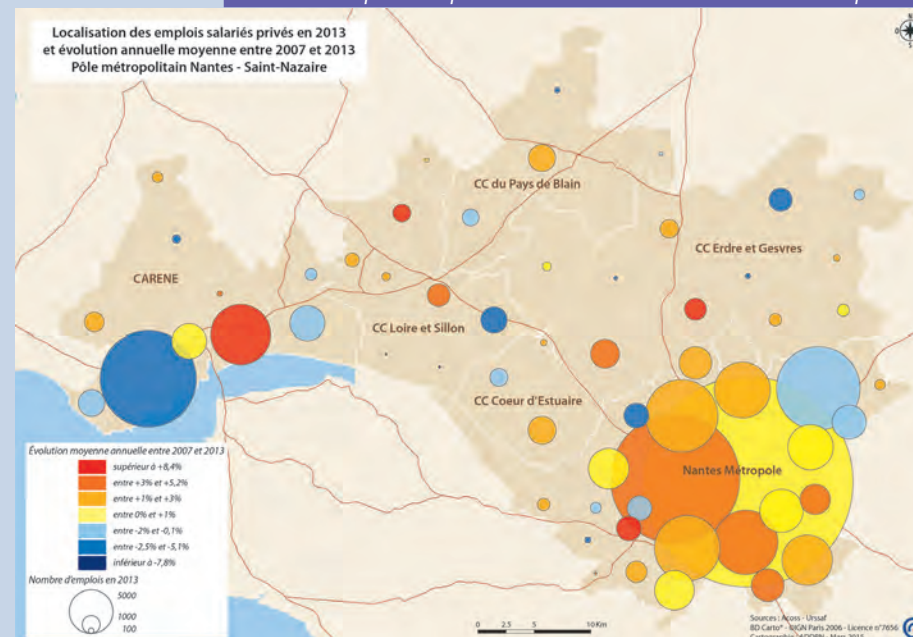 Localisation des emplois salariés privés en 2013
et évolution annuelle moyenne entre 2007 et 2013
Pôle métropolitain Nantes - Saint-Nazaire
N
O
CC du Pays de Blain
CC Erdre et Gesvres
CARENE
CC Loire et Sillon
CC Coeur d'Estuaire
Nantes Métropole
Évolution moyenne annuelle entre 2007 et 2013
supérieur à +8,4%
entre +3% et +5,2%
entre +1% et +3%
entre 0% et +1%
entre -2% et -0,1%
entre -2,5% et -5,1%
inférieur à -7,8%
Nombre d'emplois en 2013
5000
1000
100
0 2.5 5 10 Km
Sources : Acoss - Urssaf
BD Carto® - ©IGN Paris 2006 - Licence n°7656